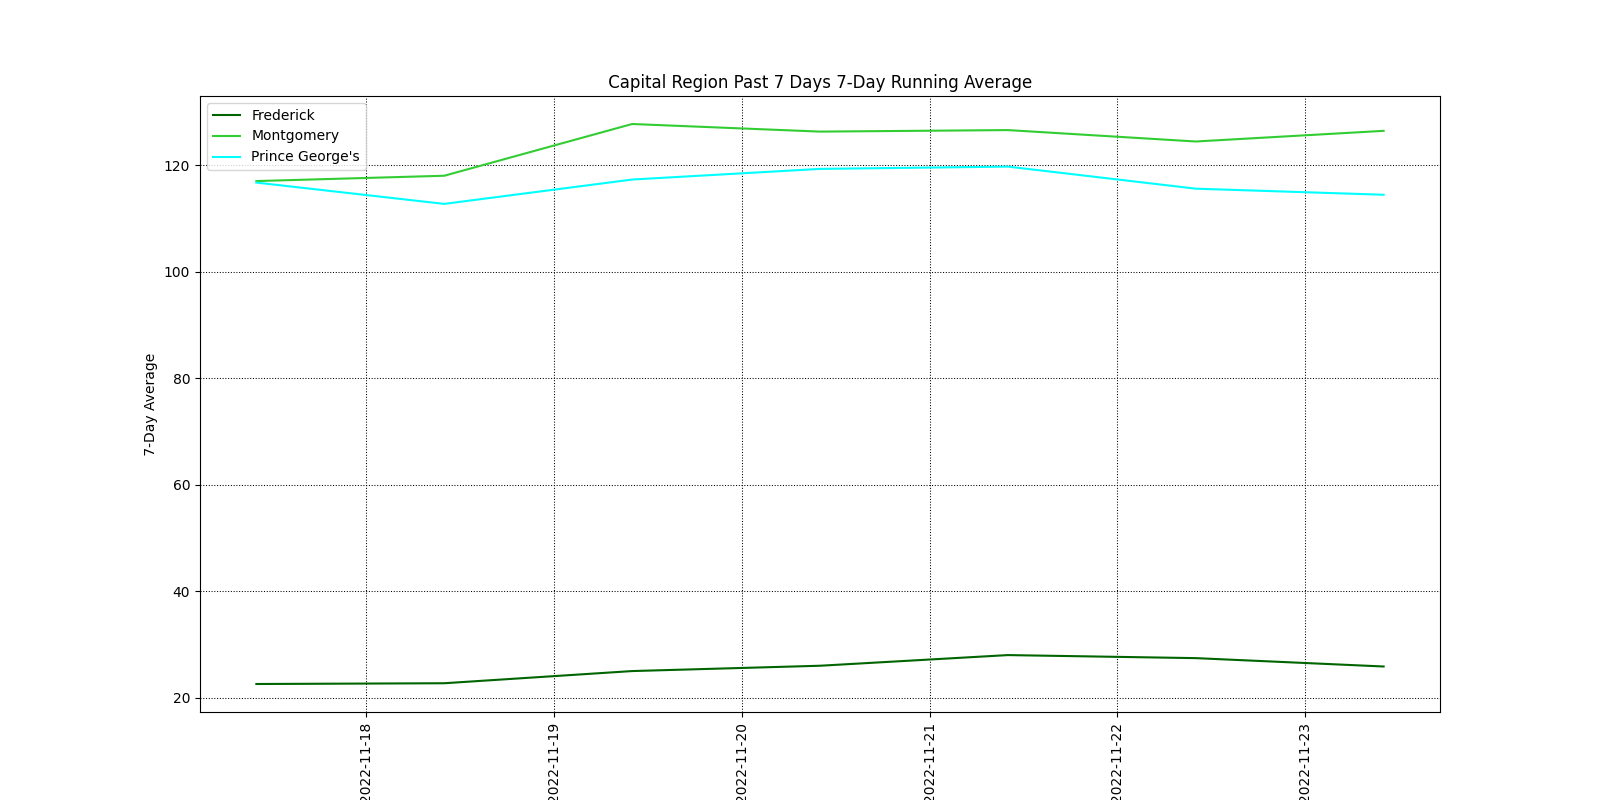 Capital Region Past 7 Days 7-Day Running Average
Frederick
Montgomery
Prince George's
120
100
80
60
40
20
7-Day Average
2022-11-18
2022-11-19
2022-11-20
2022-11-21
2022-11-22
2022-11-23